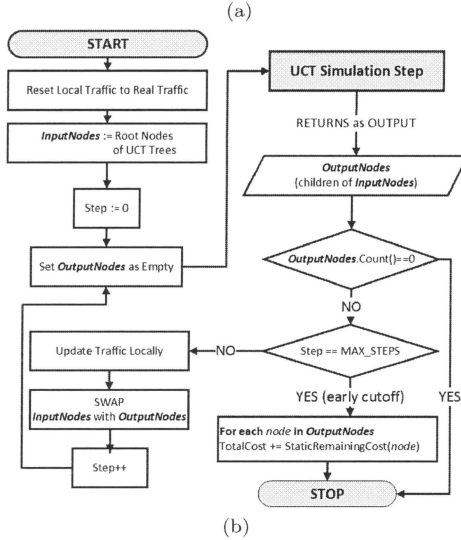 (a)
START
Reset Local Traffic to Real Traffic
InputNodes := Root Nodes
of UCT Trees
Step := 0
Set OutputNodes as Empty
UCT Simulation Step
RETURNS as OUTPUT
OutputNodes
{children of InputNodes)
OutputNodes.Count()==0
NO
YES
Step == MAX_STEPS
NO
Update Traffic Locally
SWAP
InputNodes with OutputNodes
Step++
YES (early cutoff)
For each node in OutputNodes
TotalCost += StaticRemainingCost(node)
STOP
(b)